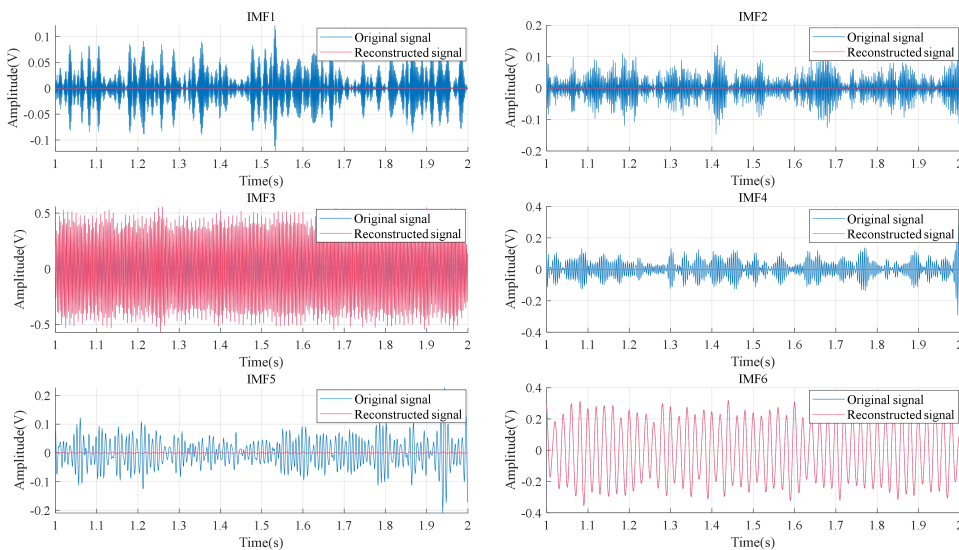 IMF1
Original signal
Reconstructed signal
0.1
0.05
0
-0.05
-0.1
Amplitude(V)
1 1.1 1.2 1.3 1.4 1.5 1.6 1.7 1.8 1.9 2
Time(s)
IMF2
Original signal
Reconstructed signal
0.2
0.1
0
-0.1
-0.2
Amplitude(V)
1 1.1 1.2 1.3 1.4 1.5 1.6 1.7 1.8 1.9 2
Time(s)
IMF3
Original signal
Reconstructed signal
0.5
0
-0.5
Amplitude(V)
1 1.1 1.2 1.3 1.4 1.5 1.6 1.7 1.8 1.9 2
Time(s)
IMF4
Original signal
Reconstructed signal
0.4
0.2
0
-0.2
-0.4
Amplitude(V)
1 1.1 1.2 1.3 1.4 1.5 1.6 1.7 1.8 1.9 2
Time(s)
IMF5
Original signal
Reconstructed signal
0.2
0.1
0
-0.1
-0.2
Amplitude(V)
1 1.1 1.2 1.3 1.4 1.5 1.6 1.7 1.8 1.9 2
Time(s)
IMF6
Original signal
Reconstructed signal
0.4
0.2
0
-0.2
-0.4
Amplitude(V)
1 1.1 1.2 1.3 1.4 1.5 1.6 1.7 1.8 1.9 2
Time(s)